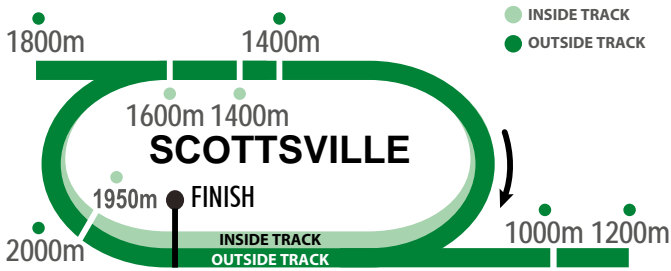 INSIDE TRACK
OUTSIDE TRACK
1800m
1400m
1600m 1400m
SCOTTSVILLE
1950m
FINISH
2000m
1000m 1200m
INSIDE TRACK
OUTSIDE TRACK